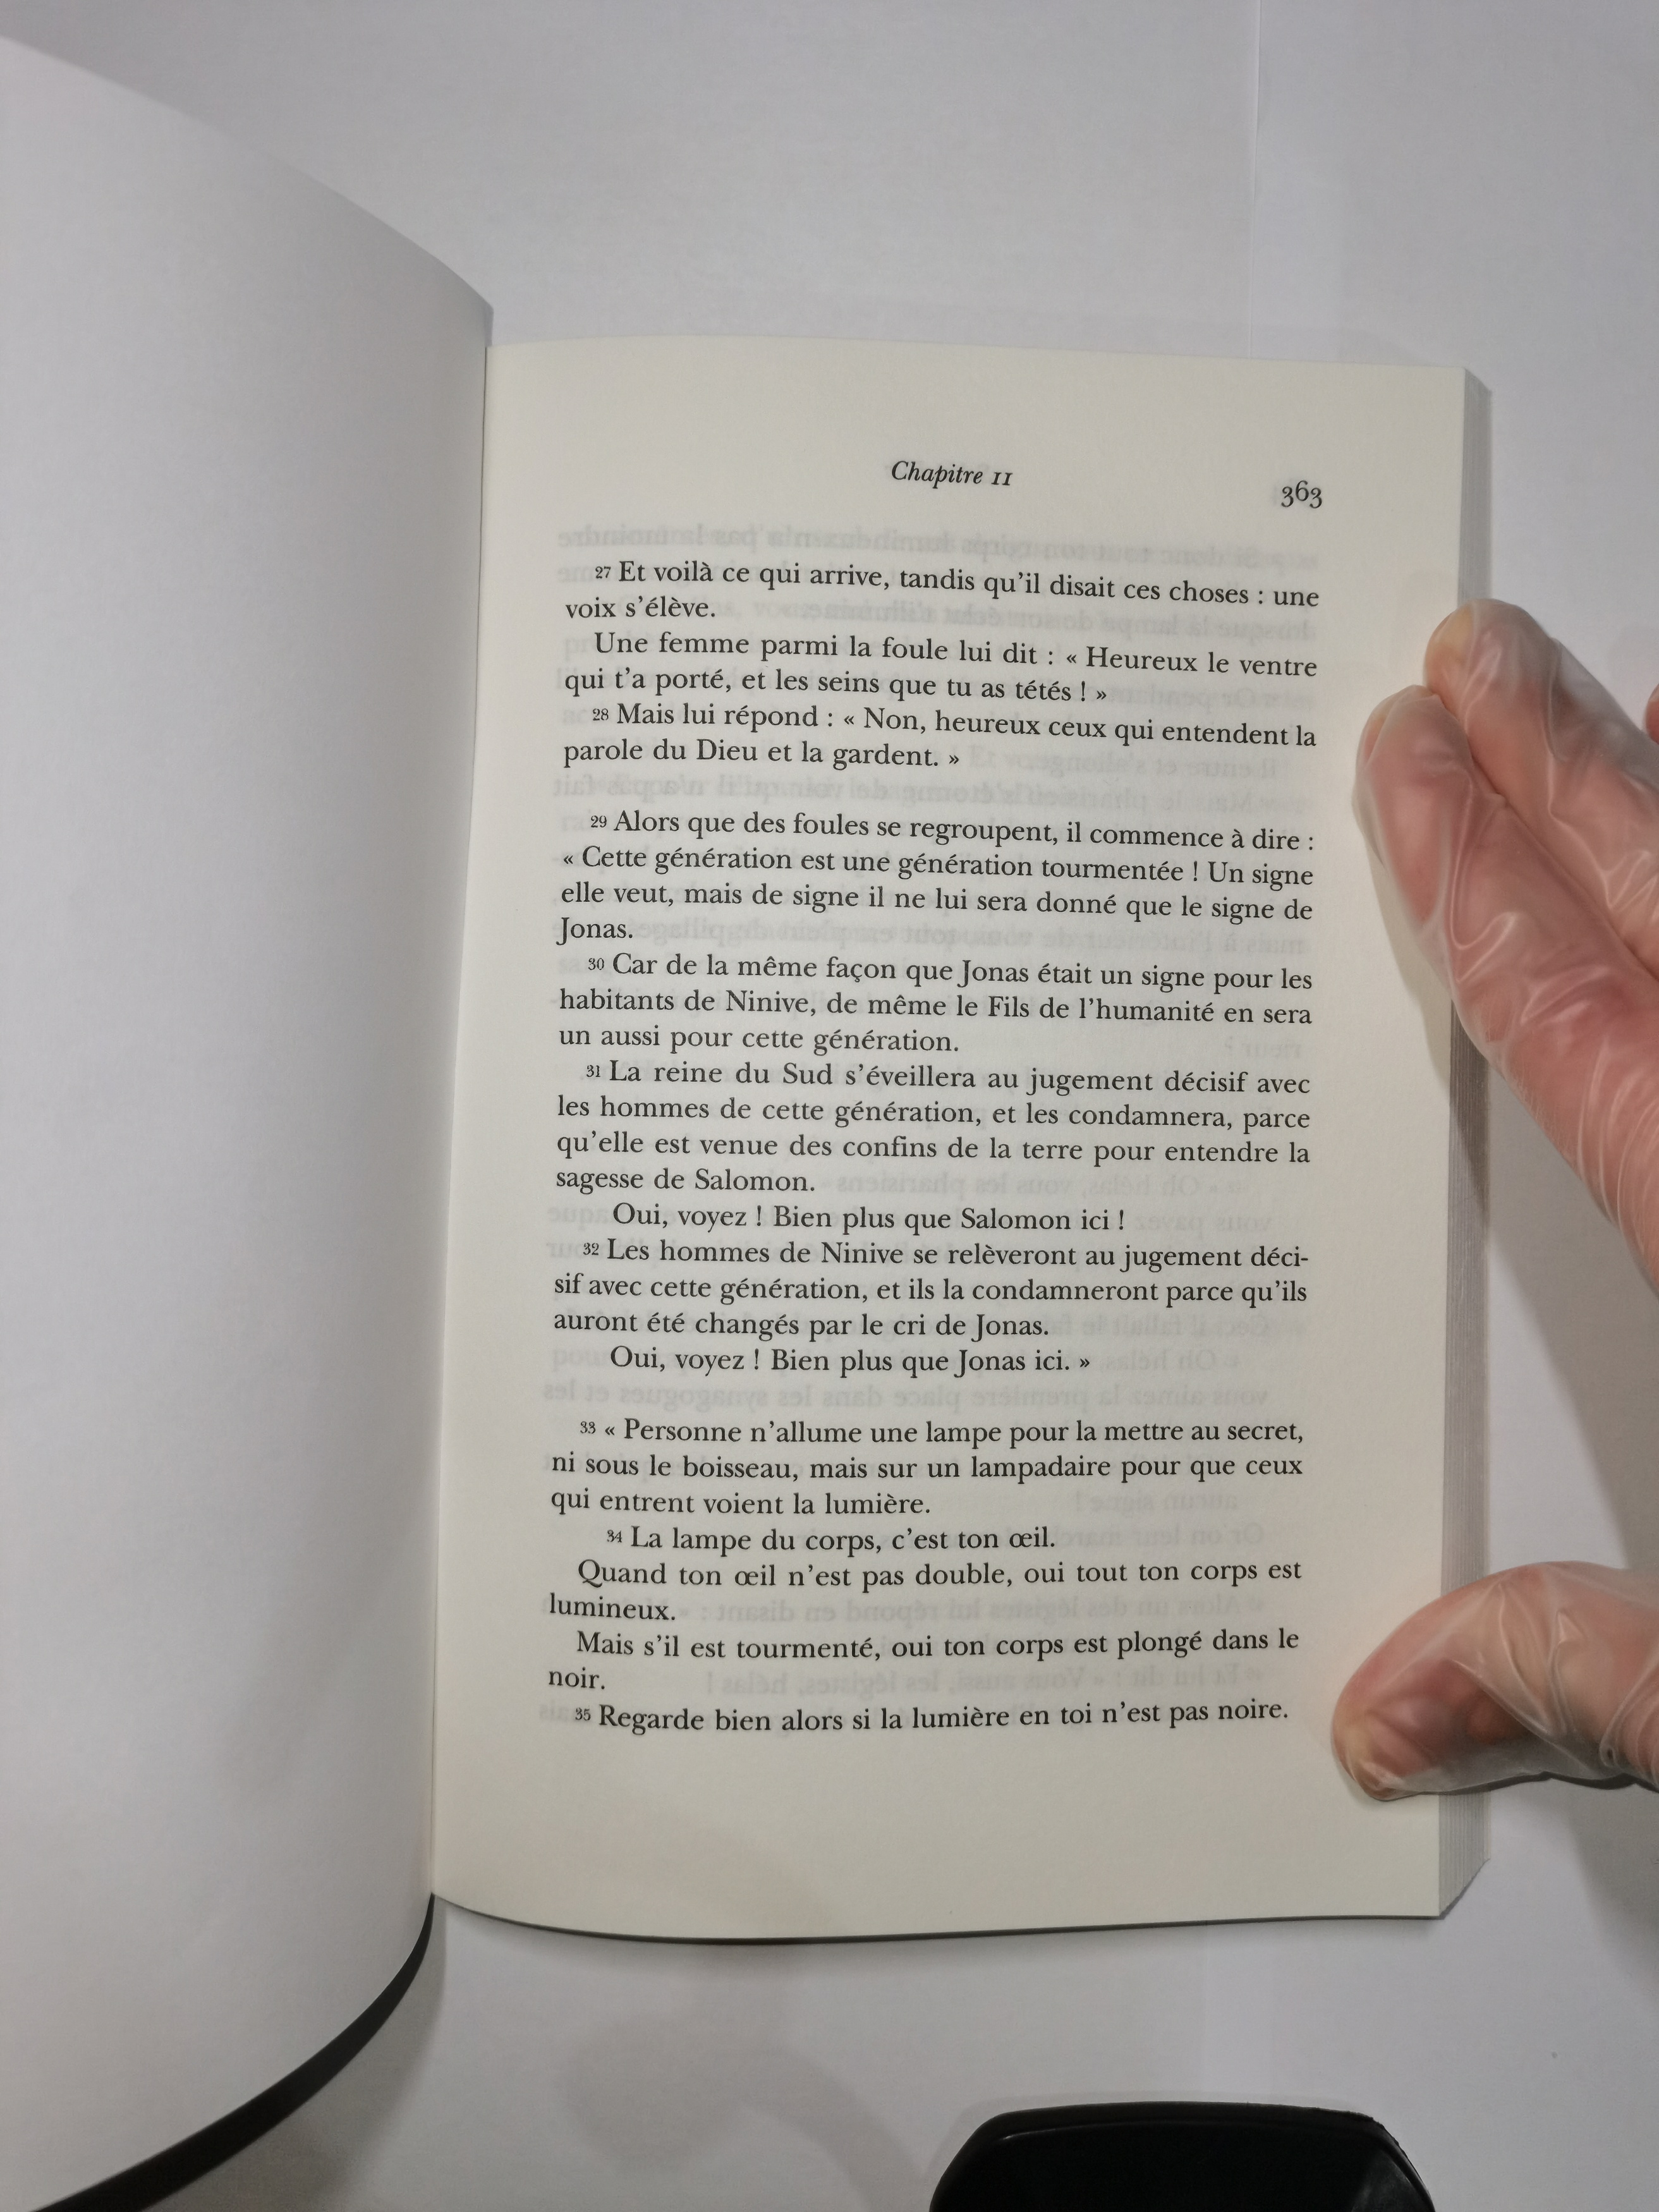 Chapitre 11
363
27 Et voilà ce qui arrive, tandis qu'il disait ces choses : une
voix s'élève.
Une femme parmi la foule lui dit : « Heureux le ventre
qui t'a porté, et les seins que tu as tétés ! »
28 Mais lui répond : « Non, heureux ceux qui entendent la
parole du Dieu et la gardent. »
29 Alors que des foules se regroupent, il commence à dire :
« Cette génération est une génération tourmentée ! Un signe
elle veut, mais de signe il ne lui sera donné que le signe de
Jonas.
30 Car de la même façon que Jonas était un signe pour les
habitants de Ninive, de même le Fils de l'humanité en sera
un aussi pour cette génération.
31 La reine du Sud s'éveillera au jugement décisif avec
les hommes de cette génération, et les condamnera, parce
qu'elle est venue des confins de la terre pour entendre la
sagesse de Salomon.
Oui, voyez ! Bien plus que Salomon ici !
32 Les hommes de Ninive se relèveront au jugement déci-
sif avec cette génération, et ils la condamneront parce qu'ils
auront été changés par le cri de Jonas.
Oui, voyez ! Bien plus que Jonas ici. »
33 « Personne n'allume une lampe pour la mettre au secret,
ni sous le boisseau, mais sur un lampadaire pour que ceux
qui entrent voient la lumière.
34 La lampe du corps, c'est ton œil.
Quand ton œil n'est pas double, oui tout ton corps est
lumineux.
Mais s'il est tourmenté, oui ton corps est plongé dans le
noir.
35 Regarde bien alors si la lumière en toi n'est pas noire.